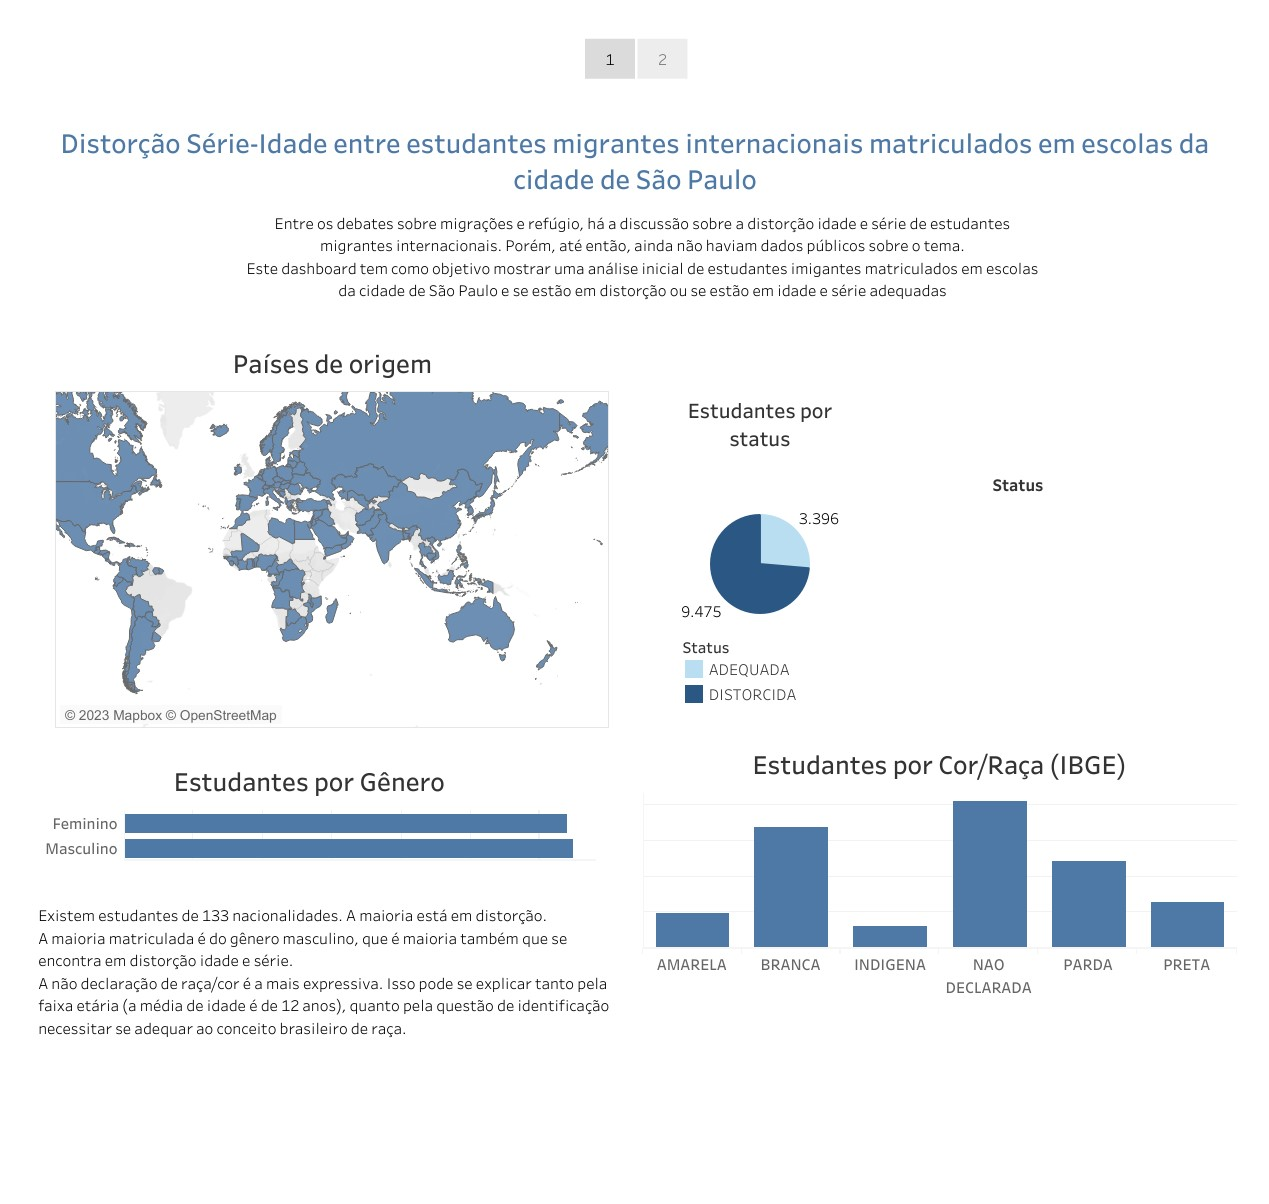 1 2
Distorção Série-Idade entre estudantes migrantes internacionais matriculados em escolas da
cidade de São Paulo
Entre os debates sobre migrações e refúgio, há a discussão sobre a distorção idade e série de estudantes
migrantes internacionais. Porém, até então, ainda não haviam dados públicos sobre o tema.
Este dashboard tem como objetivo mostrar uma análise inicial de estudantes imigantes matriculados em escolas
da cidade de São Paulo e se estão em distorção ou se estão em idade e série adequadas
Países de origem
© 2023 Mapbox © OpenStreetMap
Estudantes por
status
Status
3.396
9.475
Status
ADEQUADA
DISTORCIDA
Estudantes por Gênero
Feminino
Masculino
Existem estudantes de 133 nacionalidades. A maioria está em distorção.
A maioria matriculada é do gênero masculino, que é maioria também que se
encontra em distorção idade e série.
A não declaração de raça/cor é a mais expressiva. Isso pode se explicar tanto pela
faixa etária (a média de idade é de 12 anos), quanto pela questão de identificação
necessitar se adequar ao conceito brasileiro de raça.
Estudantes por Cor/Raça (IBGE)
AMARELA BRANCA INDIGENA NAO PARDA PRETA
DECLARADA